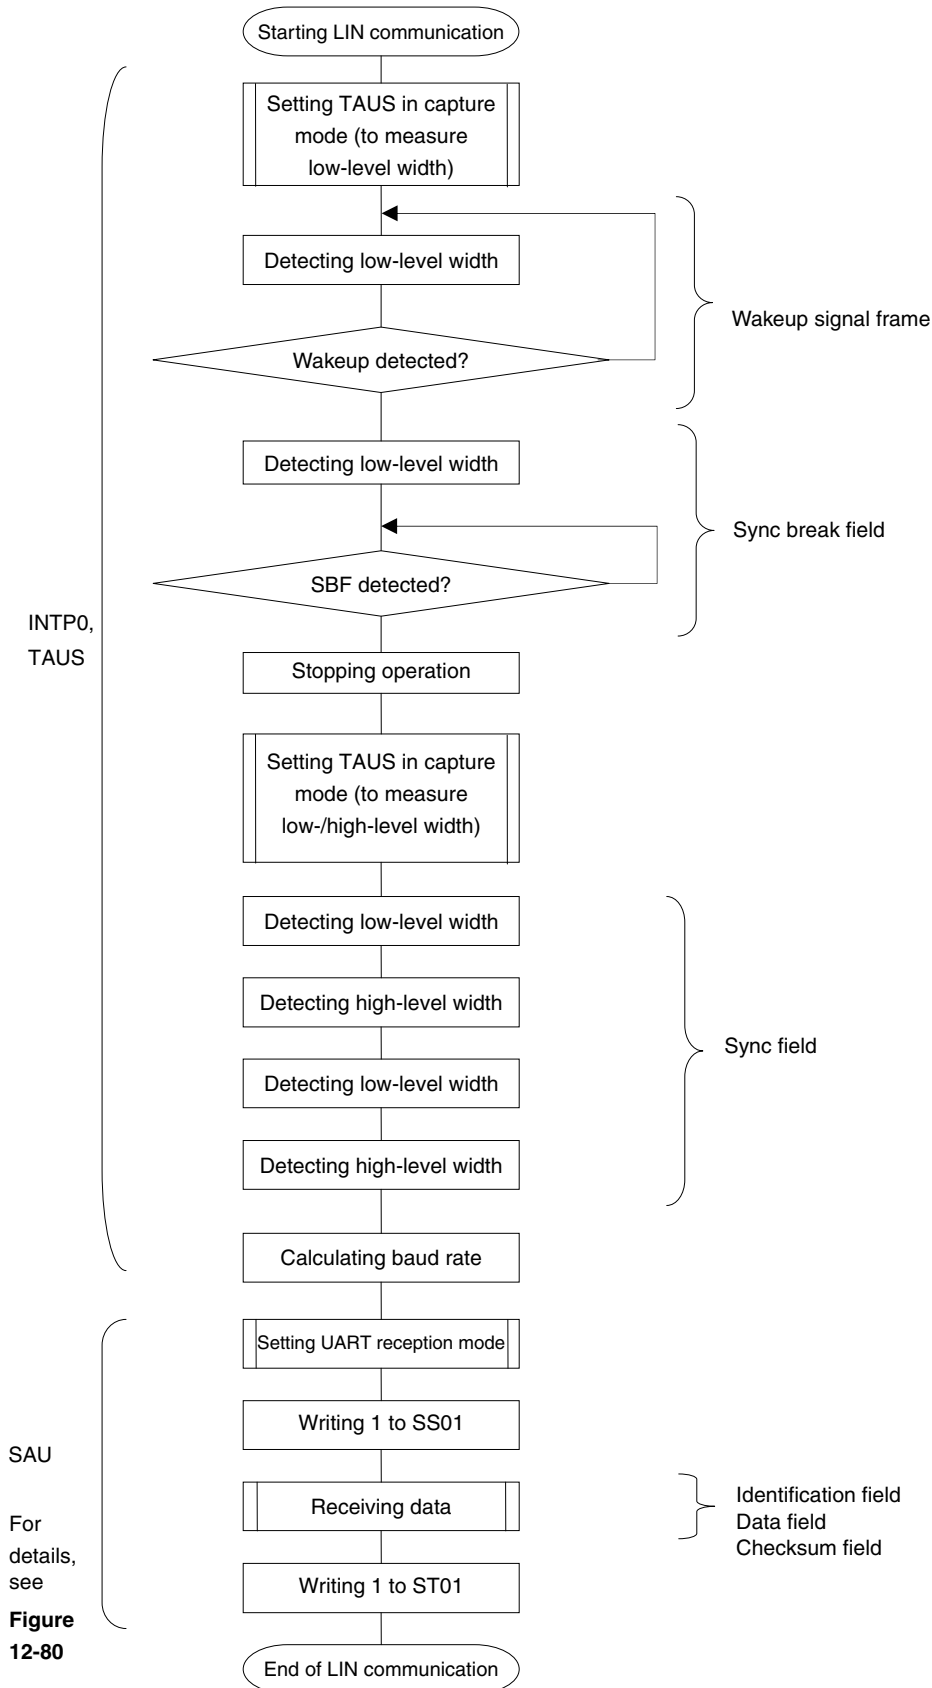 Starting LIN communication
Setting TAUS in capture
mode (to measure
low-level width)
Detecting low-level width
Wakeup detected?
Wakeup signal frame
Detecting low-level width
SBF detected?
Sync break field
INTP0,
TAUS
Stopping operation
Setting TAUS in capture
mode (to measure
low-/high-level width)
Detecting low-level width
Detecting high-level width
Detecting low-level width
Detecting high-level width
Sync field
Calculating baud rate
Setting UART reception mode
Writing 1 to SS01
Receiving data
Writing 1 to ST01
Identification field
Data field
Checksum field
SAU
For
details,
see
Figure
12-80
End of LIN communication